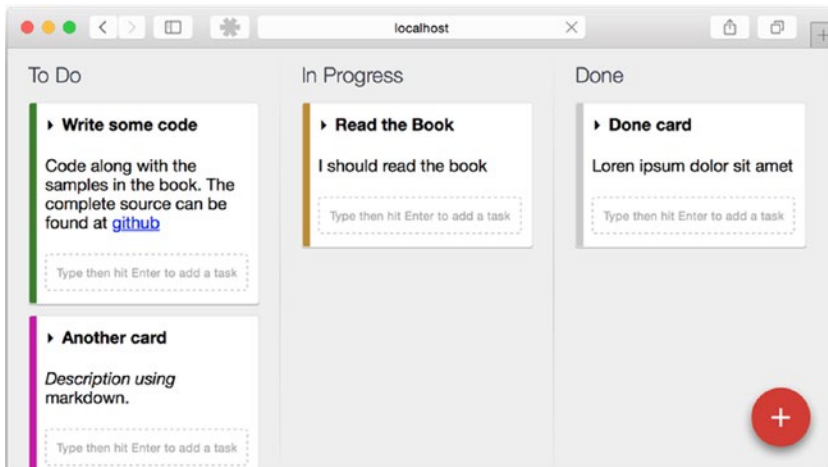 localhost
To Do
Write some code
Code along with the
samples in the book. The
complete source can be
found at github
Type then hit Enter to add a task
Another card
Description using
markdown.
Type then hit Enter to add a task
In Progress
Read the Book
I should read the book
Type then hit Enter to add a task
Done
Done card
Loren ipsum dolor sit amet
Type then hit Enter to add a task